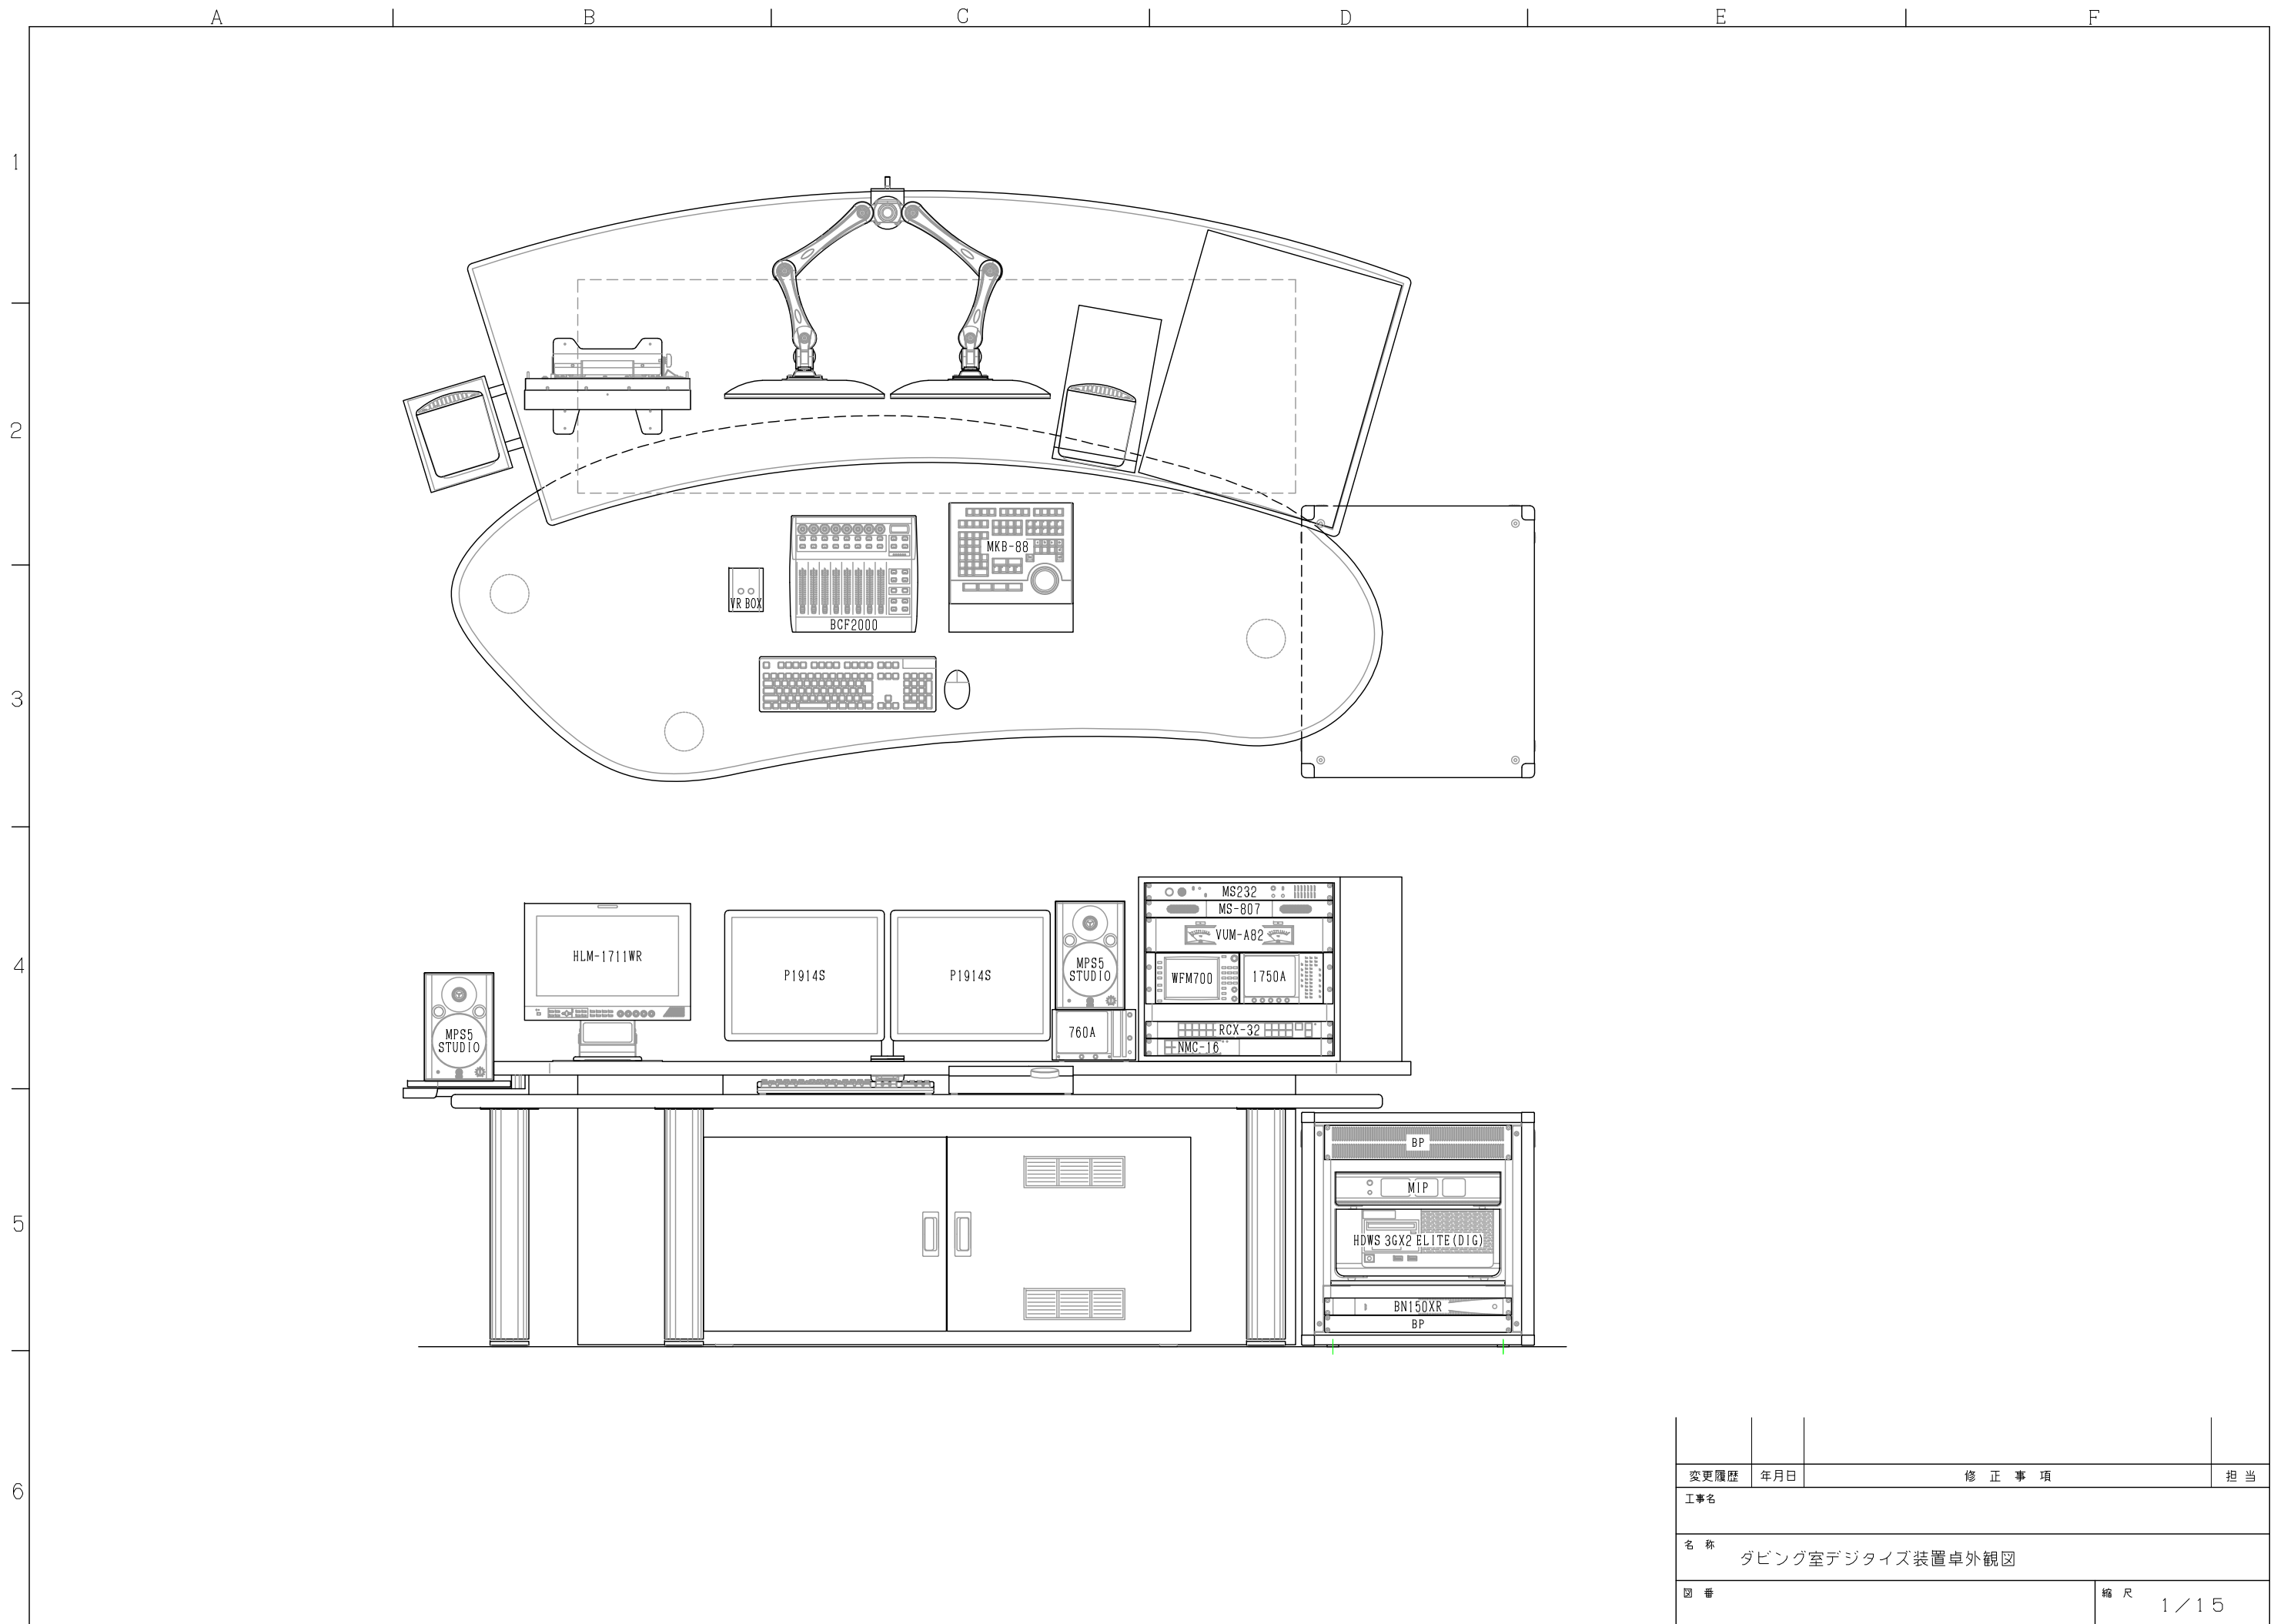 A B C D E F
1
2
3
4
5
6
MKB-88
VR BOX
BCF2000
MS232
MS-807
VUM-A82
HLM-1711WR
P1914S
P1914S
MPS5
STUDIO
WFM700
1750A
760A
RCX-32
NMC-16
MPS5
STUDIO
BP
MIP
HDWS 3GX2 ELITE(DIG)
BN150XR
BP
変更履歴 年月日 修正事項 担当
工事名
名称
ダビング室デジタイズ装置卓外観図
図番
縮尺 1/15